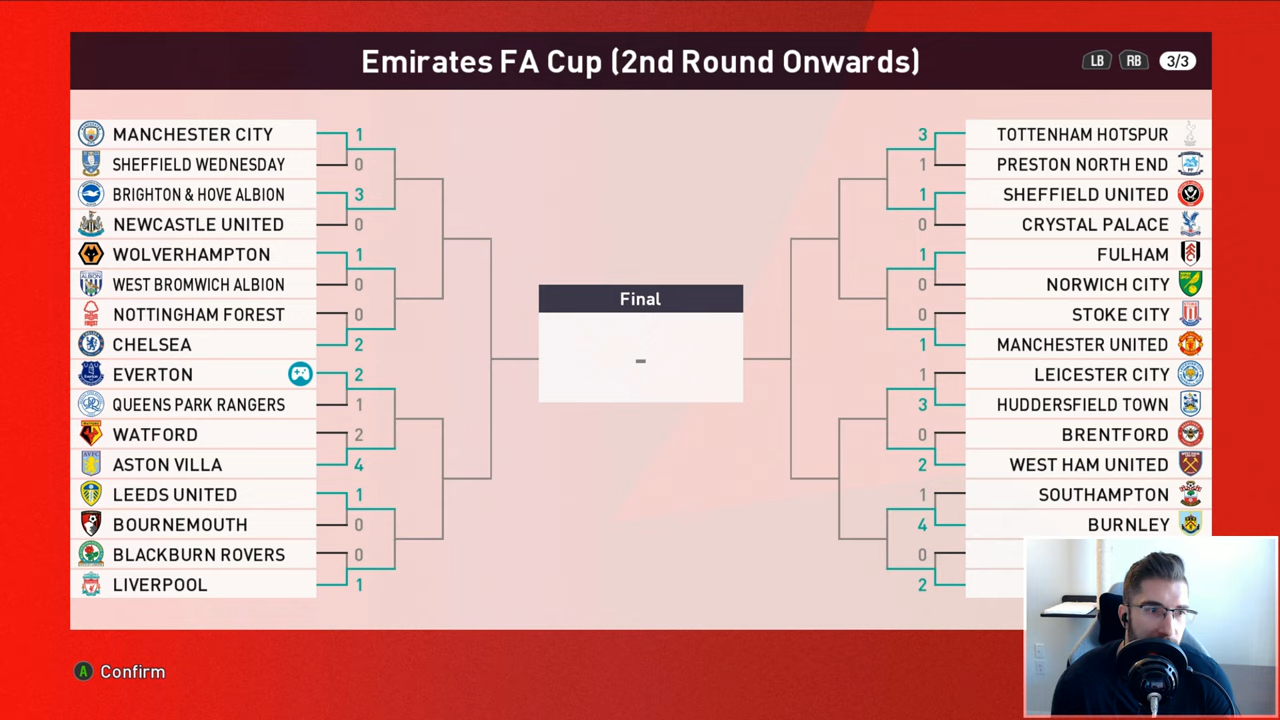 Emirates FA Cup (2nd Round Onwards)
LB RB 3/3
MANCHESTER CITY 1
SHEFFIELD WEDNESDAY 0
BRIGHTON & HOVE ALBION 3
NEWCASTLE UNITED 0
WOLVERHAMPTON 1
WEST BROMWICH ALBION 0
NOTTINGHAM FOREST 0
CHELSEA 2
EVERTON 2
QUEENS PARK RANGERS 1
WATFORD 2
ASTON VILLA 4
LEEDS UNITED 1
BOURNEMOUTH 0
BLACKBURN ROVERS 0
LIVERPOOL 1
Final
-
3 TOTTENHAM HOTSPUR
1 PRESTON NORTH END
1 SHEFFIELD UNITED
0 CRYSTAL PALACE
1 FULHAM
0 NORWICH CITY
0 STOKE CITY
1 MANCHESTER UNITED
1 LEICESTER CITY
3 HUDDERSFIELD TOWN
0 BRENTFORD
2 WEST HAM UNITED
1 SOUTHAMPTON
4 BURNLEY
0
2
A Confirm